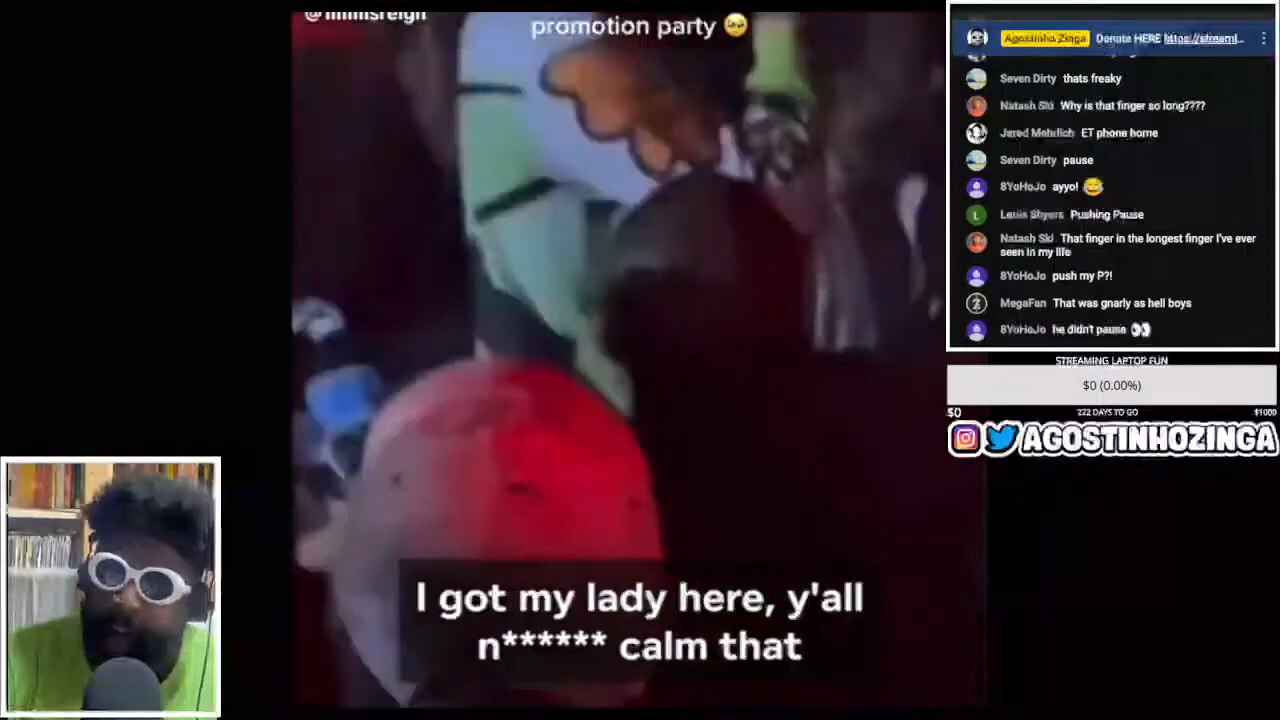 promotion party 🥺
I got my lady here, y'all
n****** calm that
Agostinho Zinga Donate HERE https://streaml...
Seven Dirty thats freaky
Natash Ski Why is that finger so long????
Jared Mehrlich ET phone home
Seven Dirty pause
8YoHoJo ayyo! 😂
L
Pushing Pause
Natash Ski That finger in the longest finger I've ever
seen in my life
8YoHoJo push my P?!
MegaFan That was gnarly as hell boys
8YoHoJo he didn't pause 👀
STREAMING LAPTOP FUN
$0 (0.00%)
$0 222 DAYS TO GO $1000
AGOSTINHOZINGA